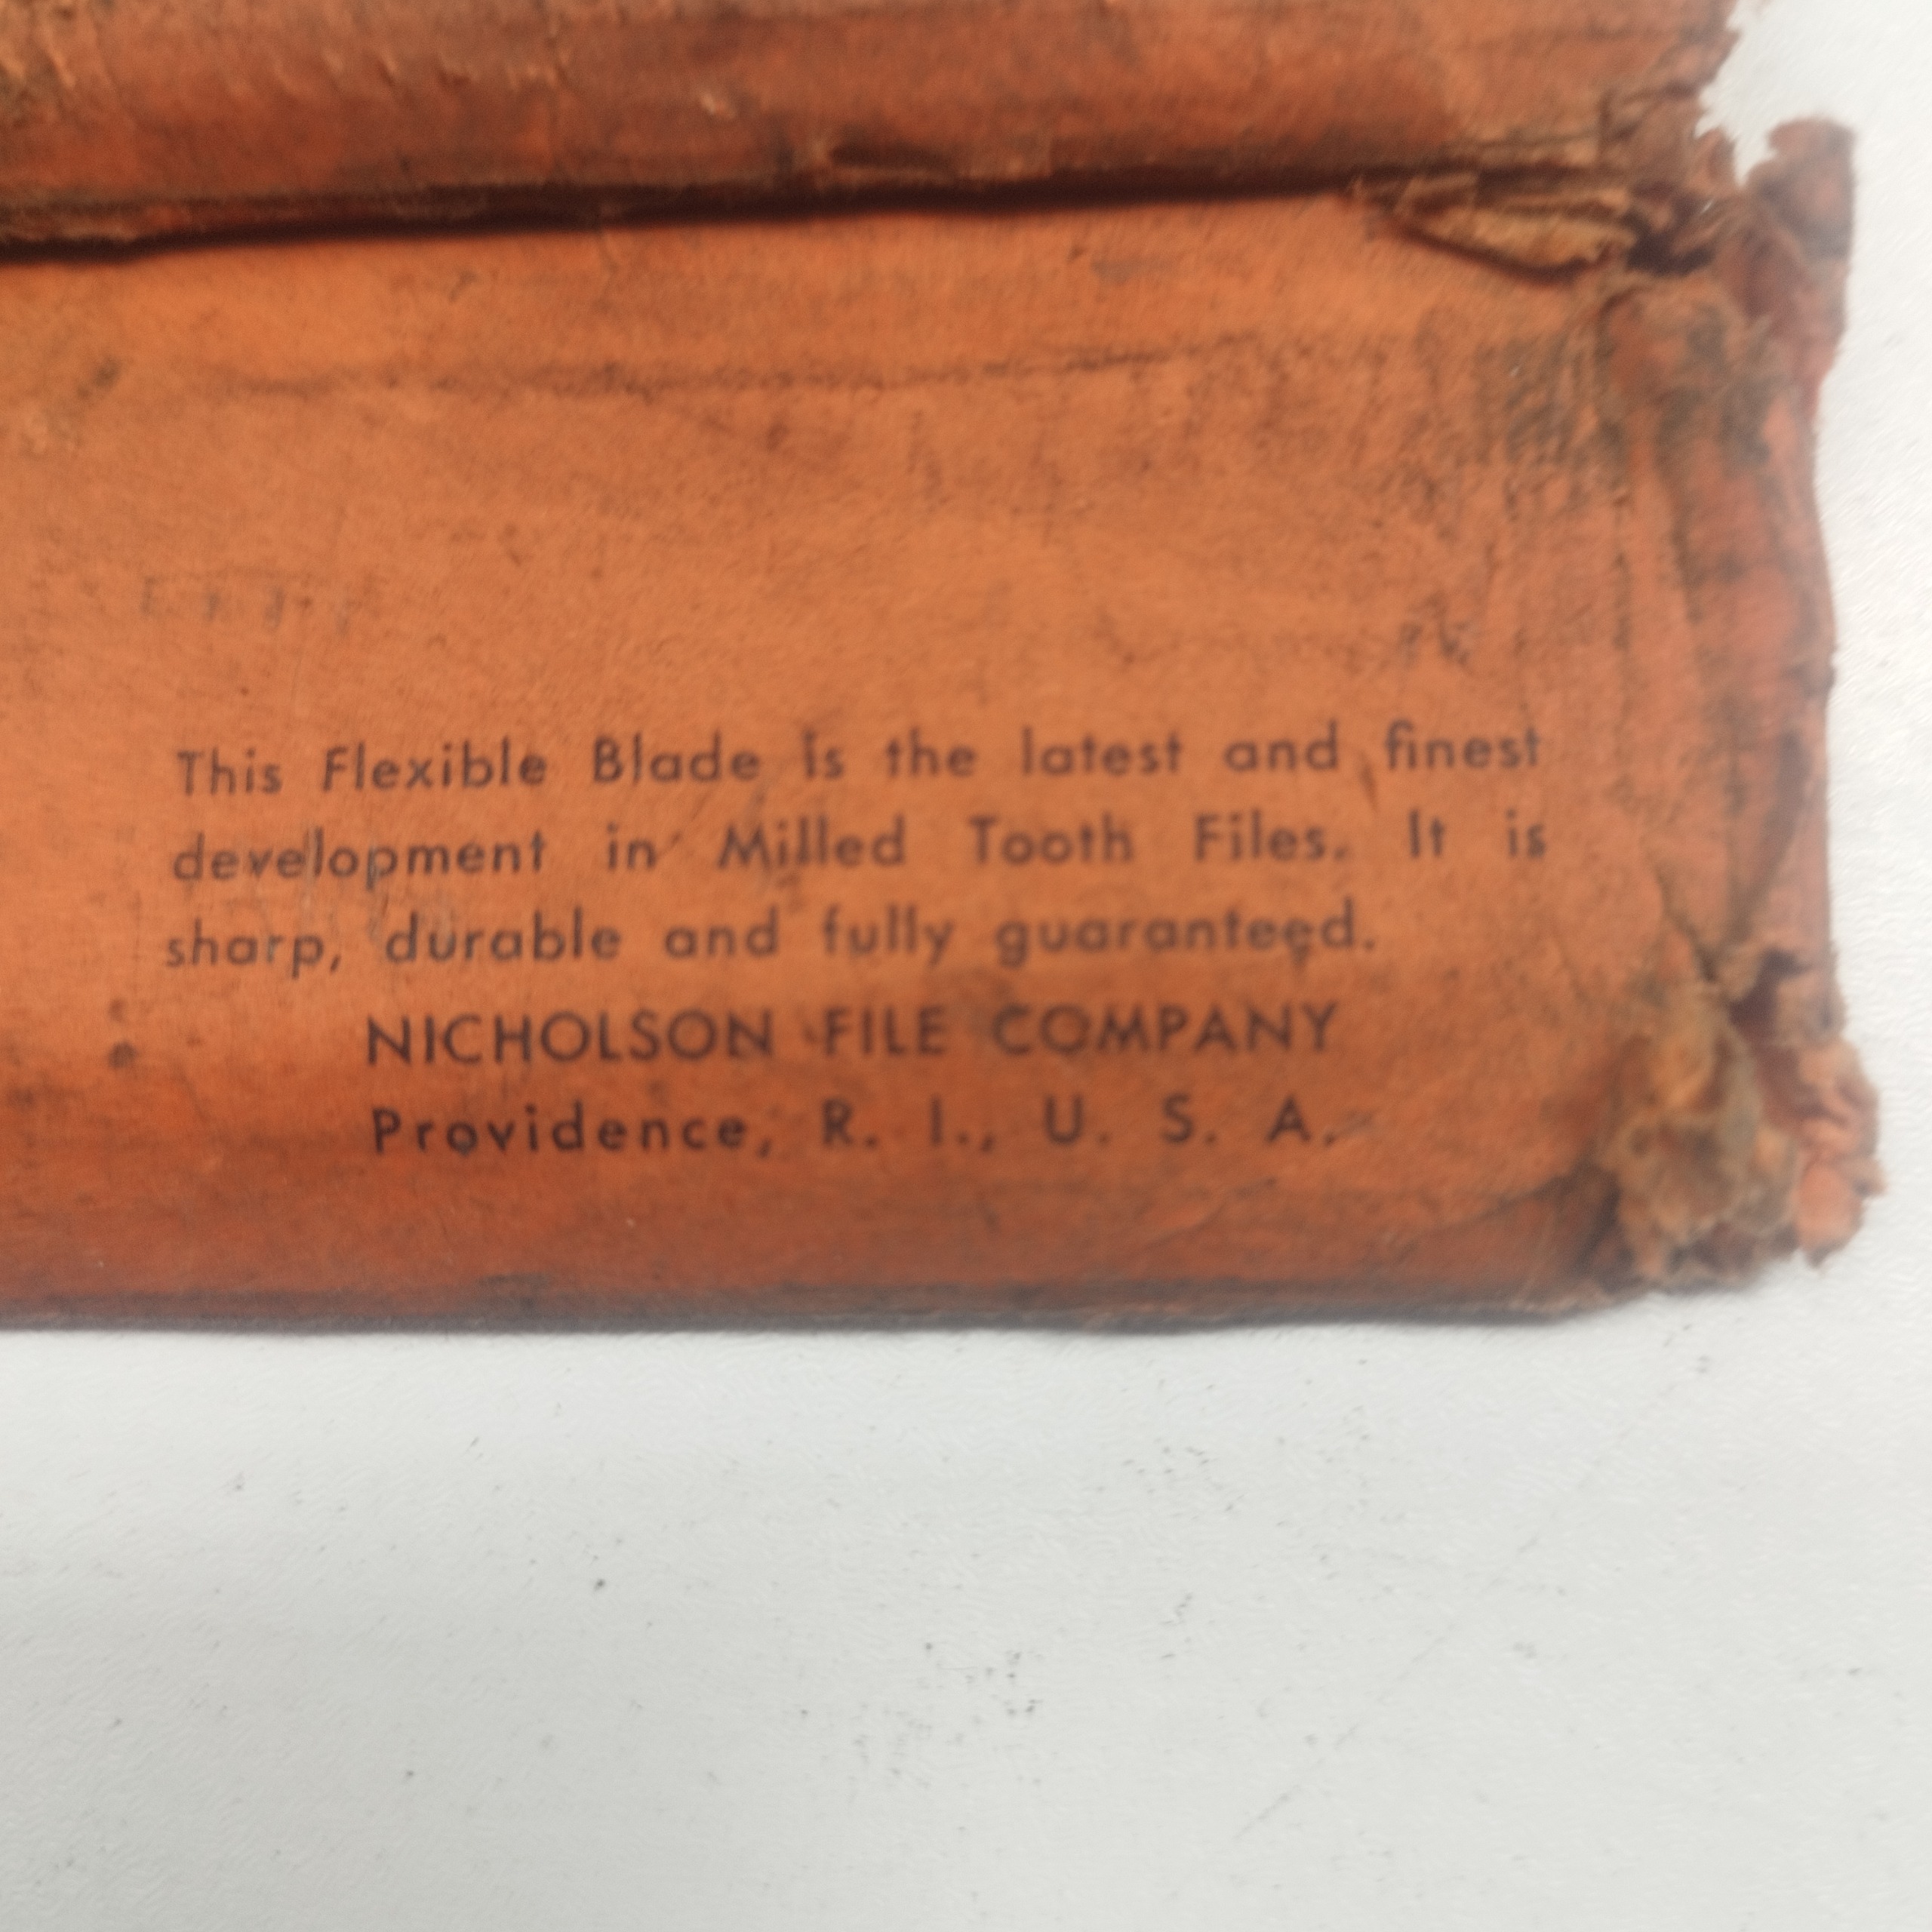 This Flexible Blade is the latest and finest
development in Milled Tooth Files. It is
sharp, durable and fully guaranteed.
NICHOLSON FILE COMPANY
Providence, R. I., U. S. A.